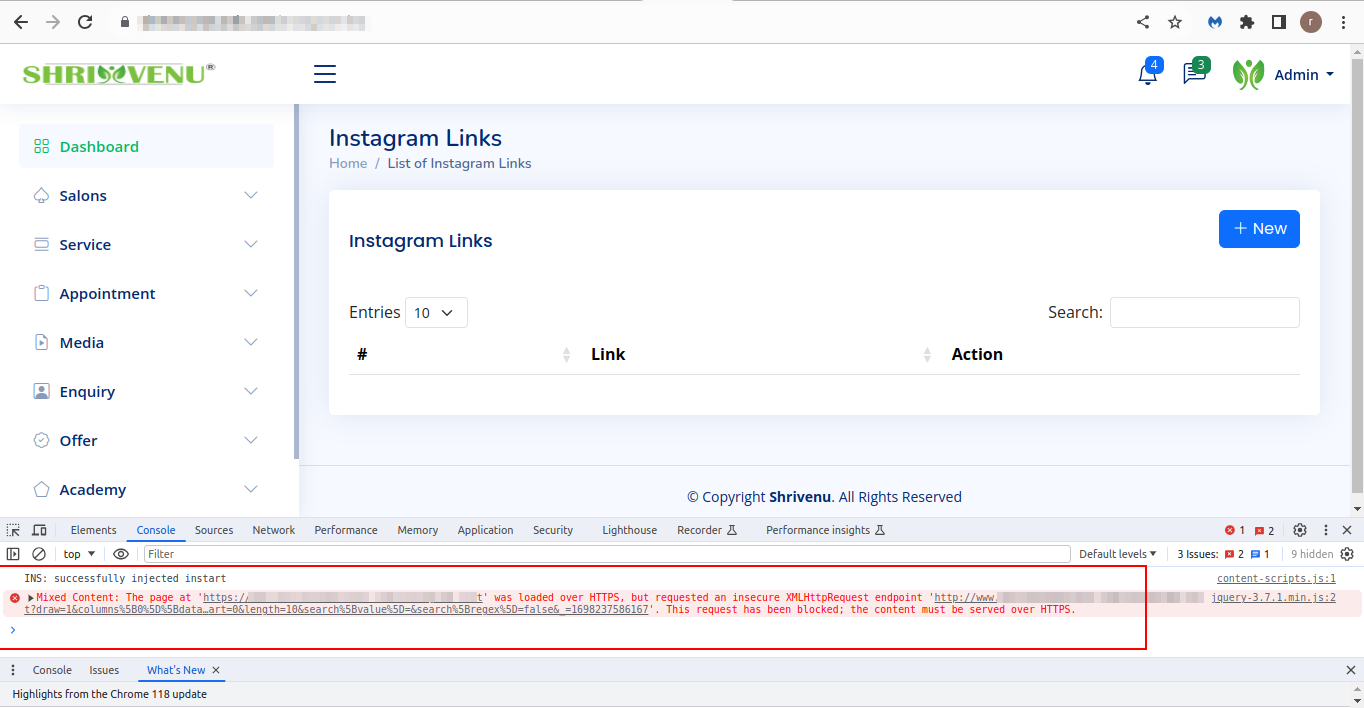 r
SHRIVENU®
4
3
Admin
Dashboard
Salons
Service
Appointment
Media
Enquiry
Offer
Academy
Instagram Links
Home / List of Instagram Links
Instagram Links
+ New
Entries 10
Search:
# Link Action
© Copyright Shrivenu. All Rights Reserved
Elements Console Sources Network Performance Memory Application Security Lighthouse Recorder Performance insights 1 2
top Filter Default levels 3 Issues: 2 1 9 hidden
INS: successfully injected instart content-scripts.js:1
Mixed Content: The page at 'https:// t' was loaded over HTTPS, but requested an insecure XMLHttpRequest endpoint 'http://www. jquery-3.7.1.min.js:2
t?draw=1&columns%5B0%5D%5Bdata…art=0&length=10&search%5Bvalue%5D=&search%5Bregex%5D=false&_=1698237586167'. This request has been blocked; the content must be served over HTTPS.
Console Issues What's New
Highlights from the Chrome 118 update